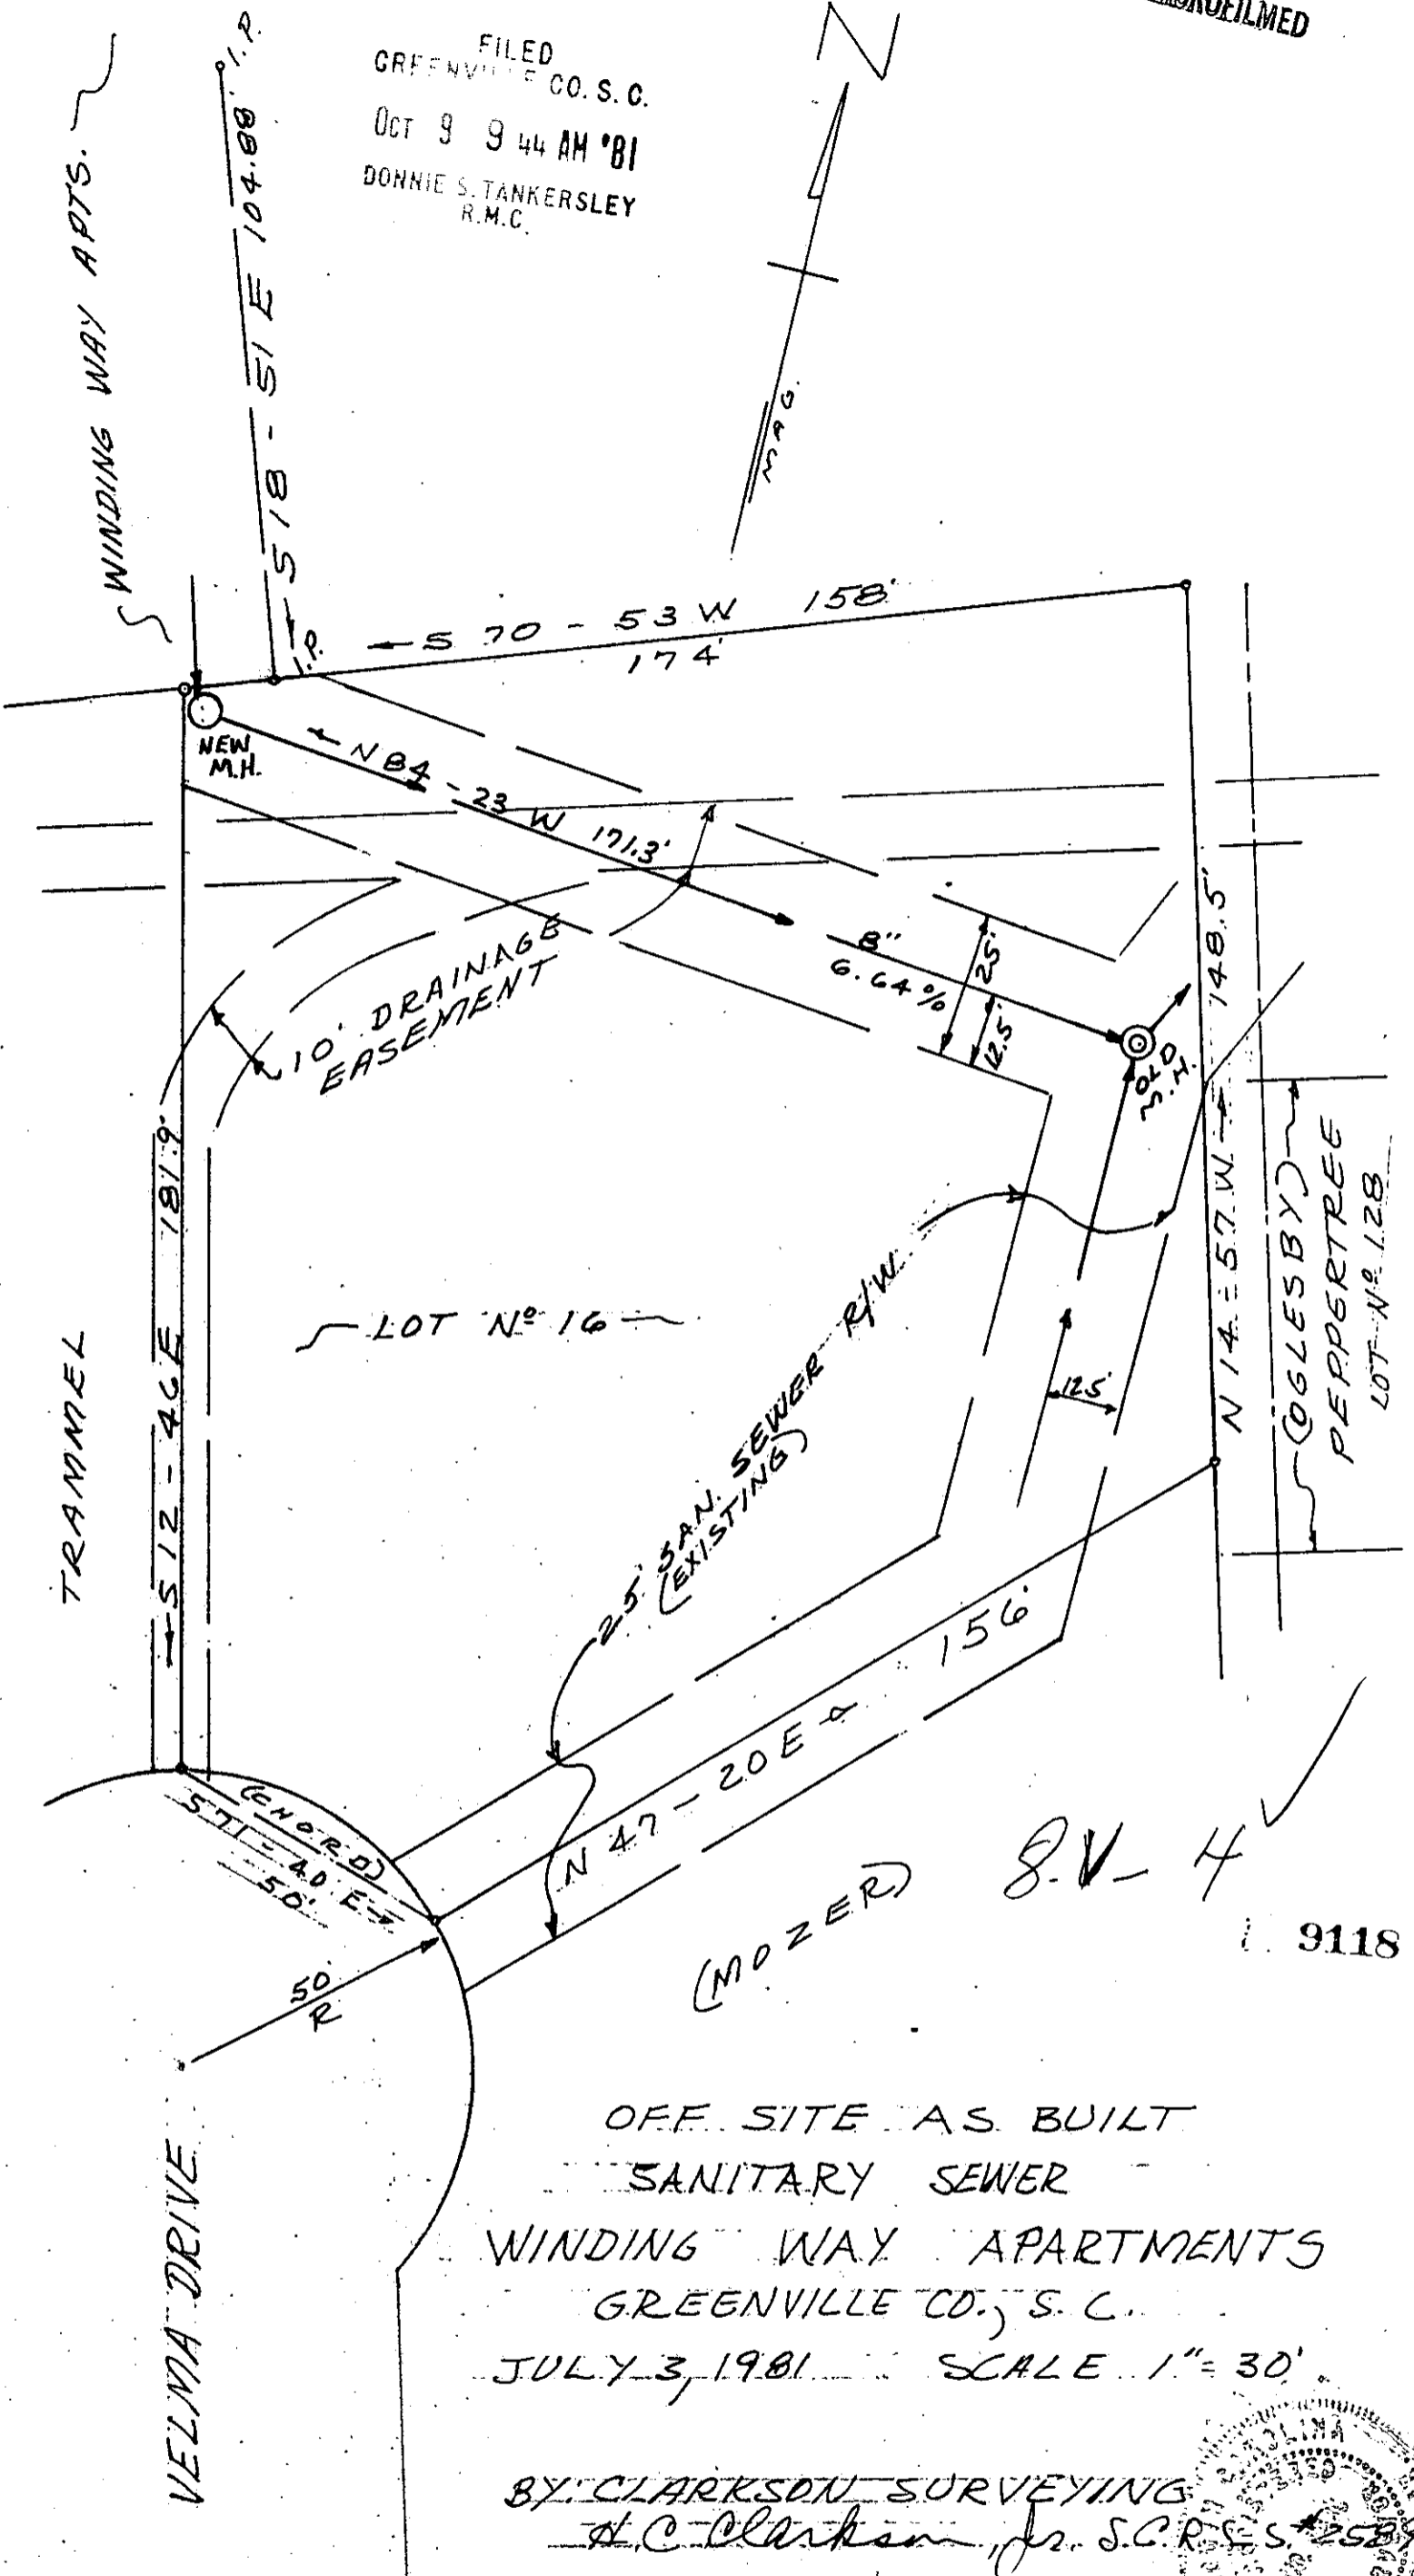 FILED
GREENVILLE CO. S. C.
OCT 9 9 44 AM '81
DONNIE S. TANKERSLEY
R.M.C.
N
MAG.
WINDING WAY APTS.
I.P.
S 18 - 51 E 104.88'
I.P.
S 70 - 53 W 158'
174'
NEW
M.H.
N 84 - 23 W 171.3'
8"
6.64%
25'
12.5'
OLD
M.H.
10' DRAINAGE
EASEMENT
N 14 - 57 W 148.5'
(OGLESBY)
PEPPERTREE
LOT Nº 128
TRAMMEL
S 12 - 46 E 181.9'
LOT Nº 16
25' SAN. SEWER R/W
(EXISTING)
12.5'
N 47 - 20 E 156'
(CHORD)
S 71 - 40 E
50'
50'
R
(MOZER)
8.V- 4
9118
VELMA DRIVE
OFF SITE AS BUILT
SANITARY SEWER
WINDING WAY APARTMENTS
GREENVILLE CO., S. C.
JULY 3, 1981 SCALE 1" = 30'
BY: CLARKSON SURVEYING
H.C. Clarkson, Jr. S.C.R.L.S. #2589